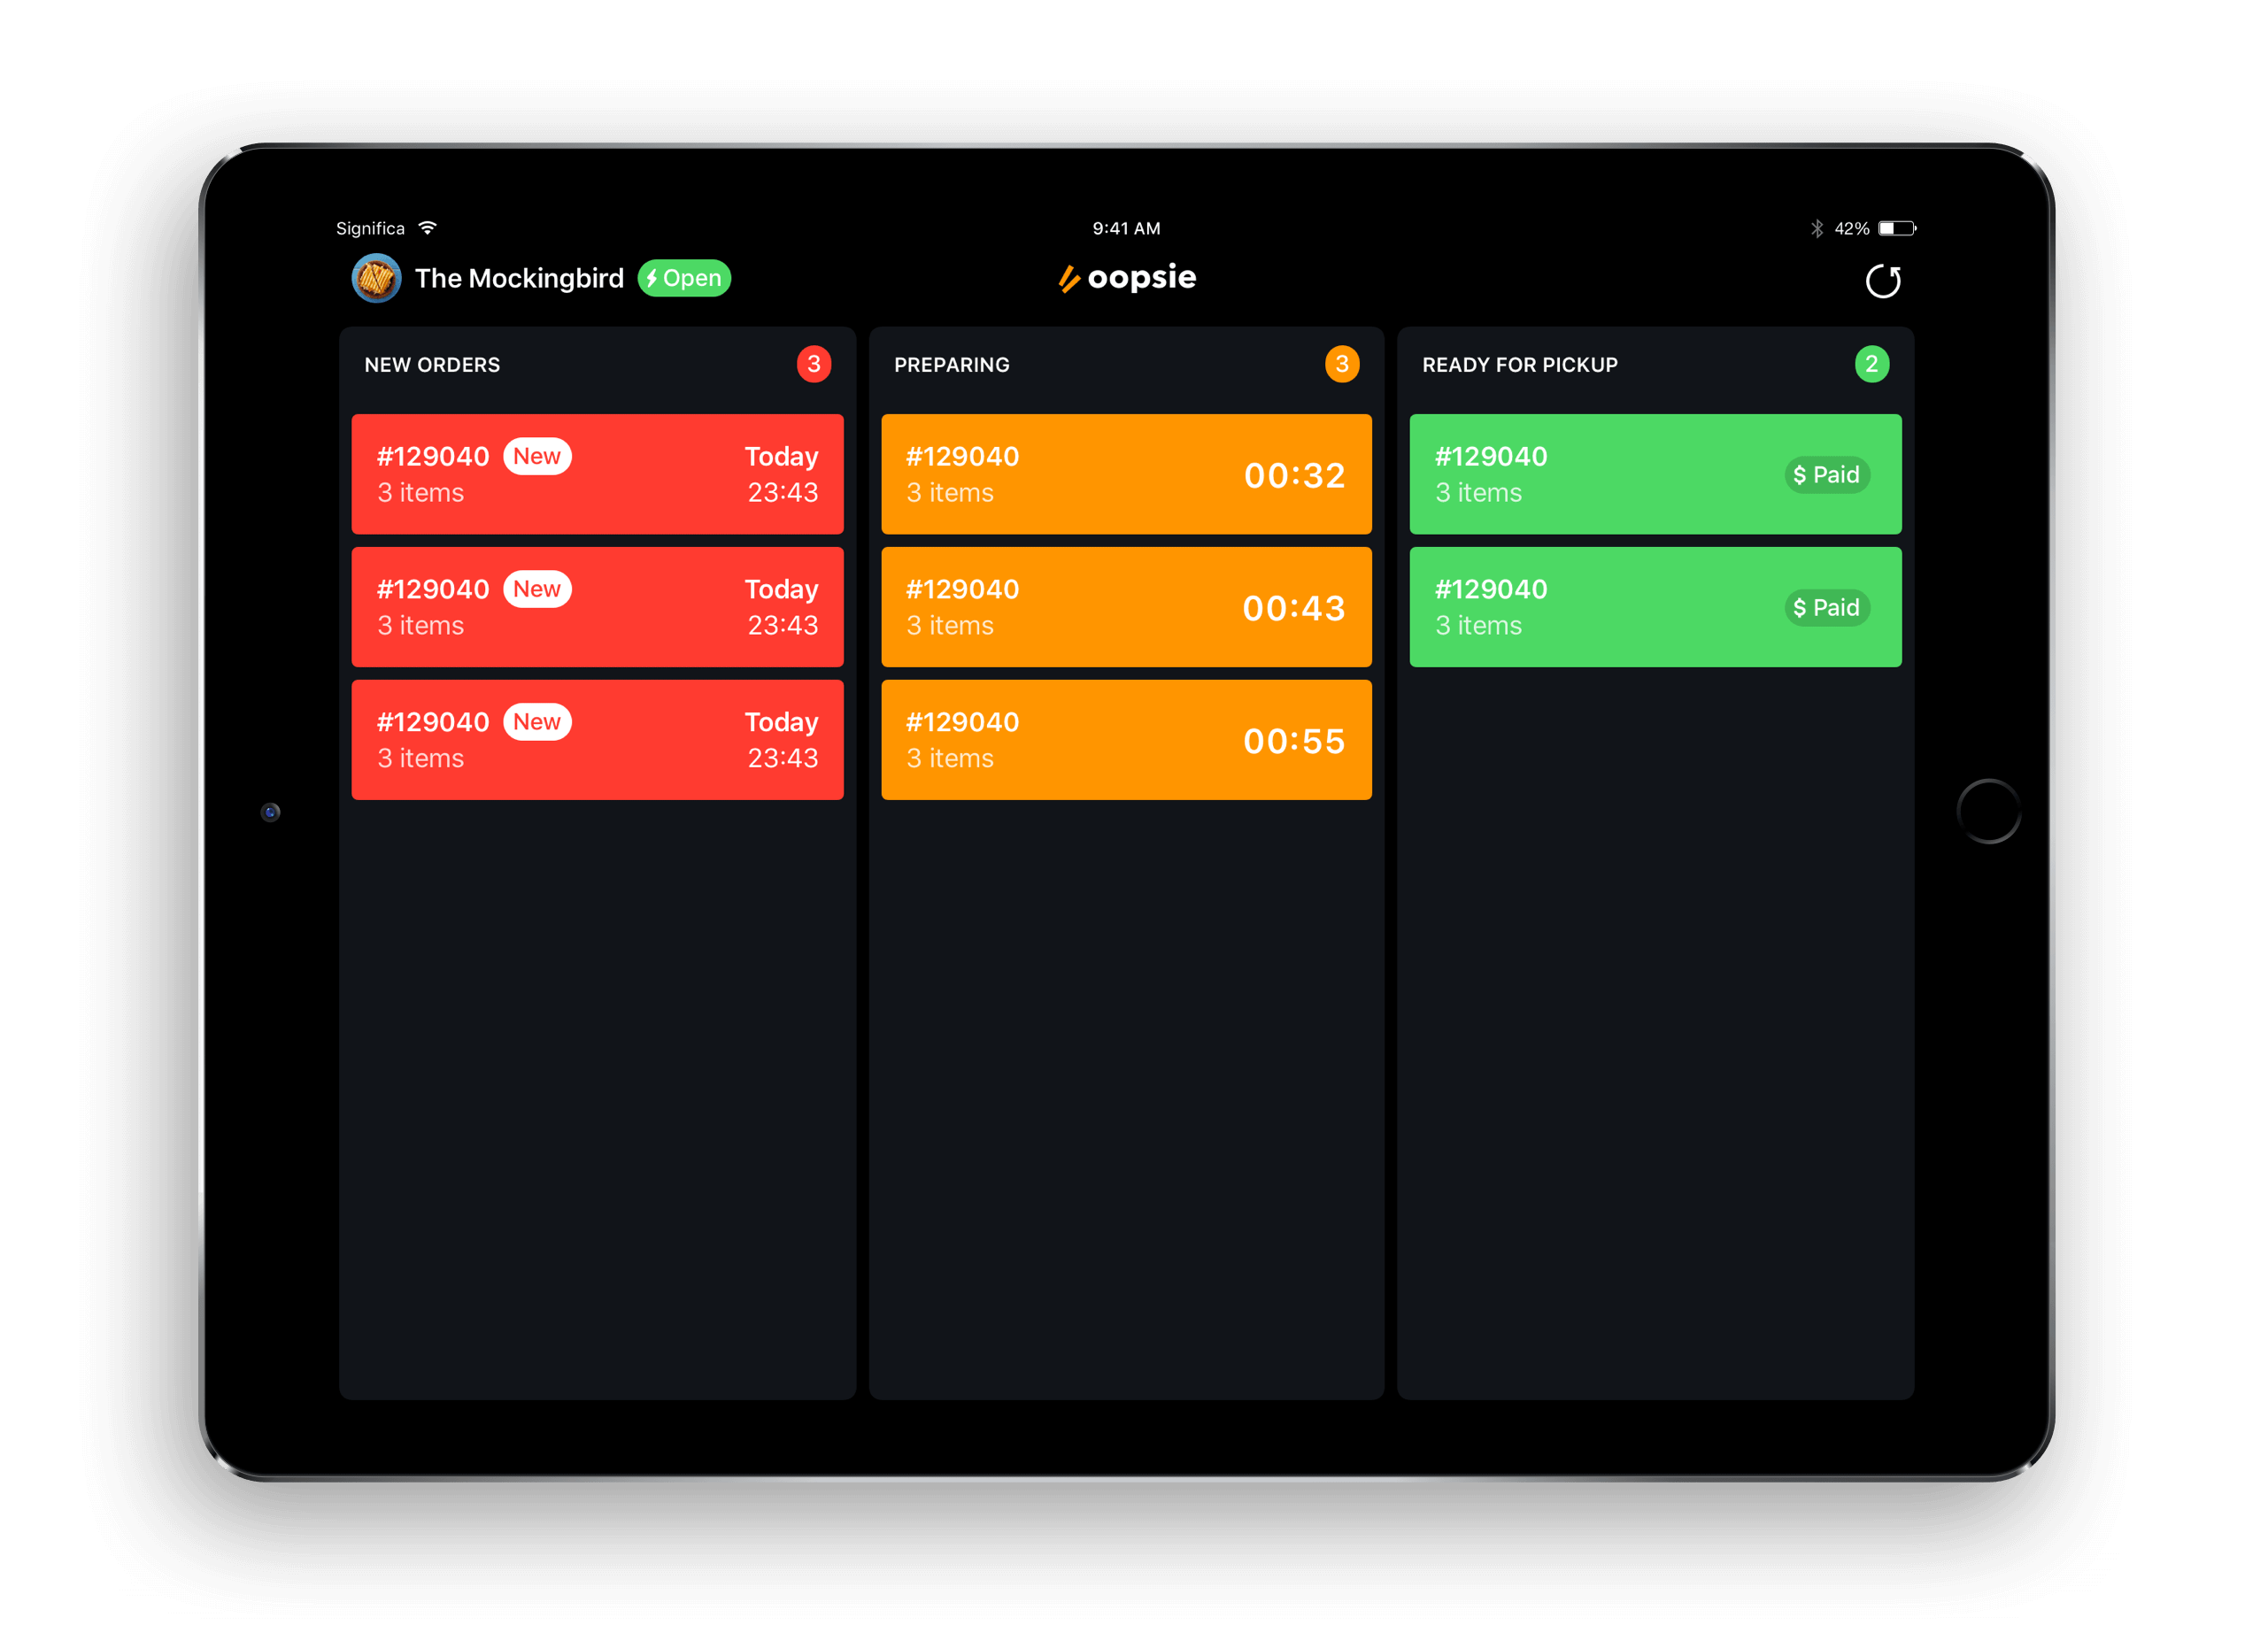 Significa 9:41 AM 42%
The Mockingbird Open oopsie
NEW ORDERS 3
#129040 New Today
3 items 23:43
#129040 New Today
3 items 23:43
#129040 New Today
3 items 23:43
PREPARING 3
#129040
3 items
00:32
#129040
3 items
00:43
#129040
3 items
00:55
READY FOR PICKUP 2
#129040
3 items
$ Paid
#129040
3 items
$ Paid